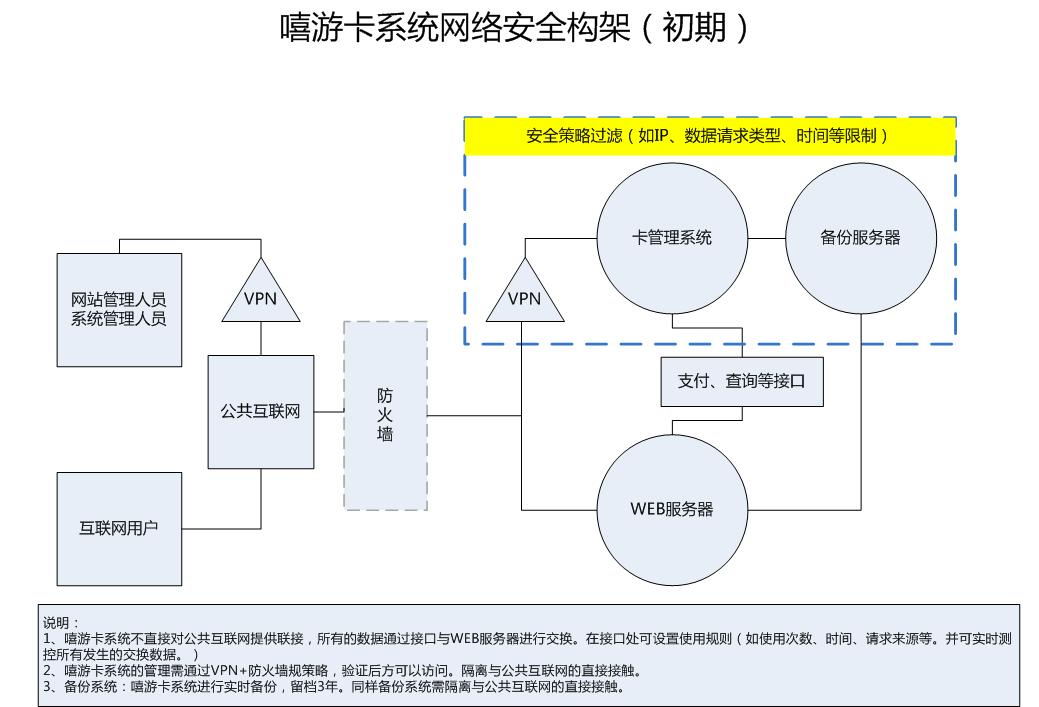 嘻游卡系统网络安全构架（初期）
安全策略过滤（如IP、数据请求类型、时间等限制）
卡管理系统
备份服务器
网站管理人员
系统管理人员
VPN
VPN
公共互联网
防
火
墙
支付、查询等接口
互联网用户
WEB服务器
说明：
1、嘻游卡系统不直接对公共互联网提供联接，所有的数据通过接口与WEB服务器进行交换。在接口处可设置使用规则（如使用次数、时间、请求来源等。并可实时测
控所有发生的交换数据。）
2、嘻游卡系统的管理需通过VPN+防火墙规策略，验证后方可以访问。隔离与公共互联网的直接接触。
3、备份系统：嘻游卡系统进行实时备份，留档3年。同样备份系统需隔离与公共互联网的直接接触。